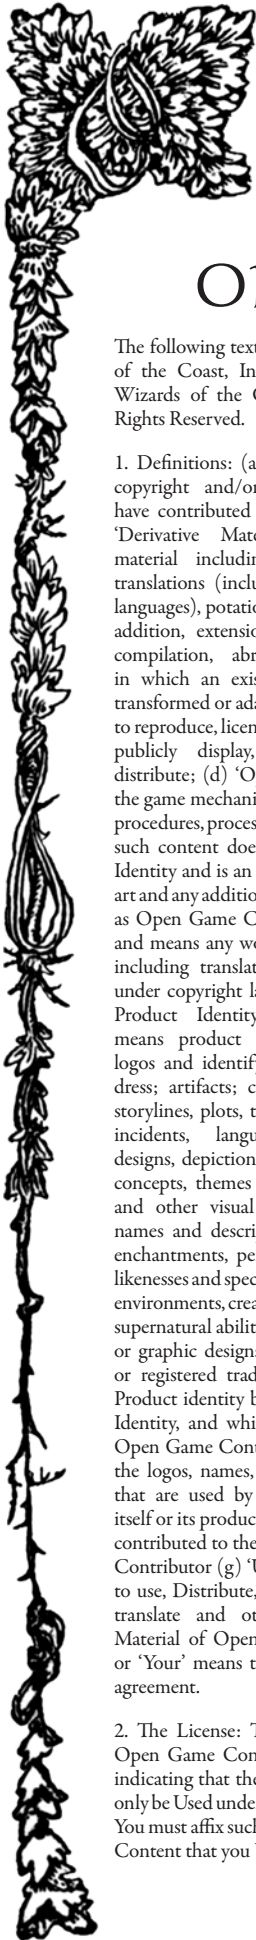 The following text
of the Coast, In
Wizards of the
Rights Reserved.
1. Definitions: (a
copyright and/or
have contributed
‘Derivative Mate
material includin
translations (inclu
languages), potatio
addition, extensio
compilation, abr
in which an exis
transformed or ada
to reproduce, licen
publicly display,
distribute; (d) ‘O
the game mechani
procedures, proces
such content doe
Identity and is an
art and any additio
as Open Game C
and means any wo
including translat
under copyright la
Product Identity
means product
logos and identify
dress; artifacts; c
storylines, plots, t
incidents, langu
designs, depiction
concepts, themes
and other visual
names and descri
enchantments, pe
likenesses and spec
environments, crea
supernatural abilit
or graphic design
or registered trad
Product identity b
Identity, and whi
Open Game Cont
the logos, names,
that are used by
itself or its produc
contributed to the
Contributor (g) ‘U
to use, Distribute,
translate and ot
Material of Open
or ‘Your’ means t
agreement.
2. The License: T
Open Game Con
indicating that the
only be Used unde
You must affix such
Content that you